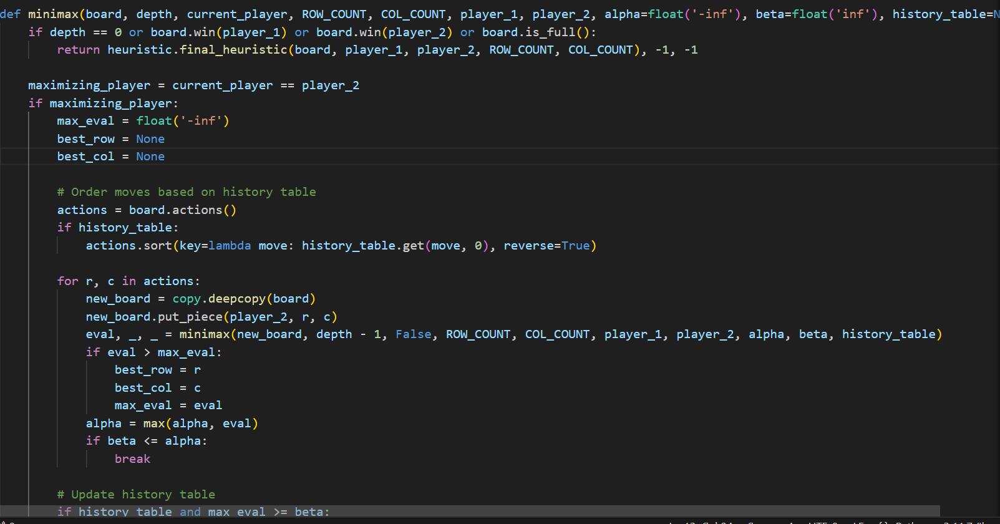 def minimax(board, depth, current_player, ROW_COUNT, COL_COUNT, player_1, player_2, alpha=float('-inf'), beta=float('inf'), history_table=N
if depth == 0 or board.win(player_1) or board.win(player_2) or board.is_full():
return heuristic.final_heuristic(board, player_1, player_2, ROW_COUNT, COL_COUNT), -1, -1
maximizing_player = current_player == player_2
if maximizing_player:
max_eval = float('-inf')
best_row = None
best_col = None
# Order moves based on history table
actions = board.actions()
if history_table:
actions.sort(key=lambda move: history_table.get(move, 0), reverse=True)
for r, c in actions:
new_board = copy.deepcopy(board)
new_board.put_piece(player_2, r, c)
eval, _, _ = minimax(new_board, depth - 1, False, ROW_COUNT, COL_COUNT, player_1, player_2, alpha, beta, history_table)
if eval > max_eval:
best_row = r
best_col = c
max_eval = eval
alpha = max(alpha, eval)
if beta <= alpha:
break
# Update history table
if history_table and max_eval >= beta: